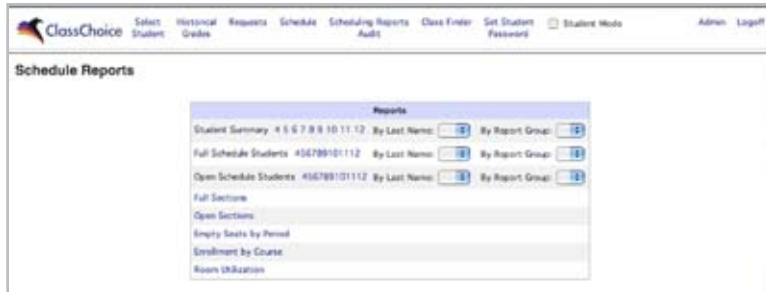 ClassChoice Select Student Historical Grades Requests Schedule Scheduling Reports Audit Class Finder Set Student Password Student Mode Admin Logoff
Schedule Reports
Reports
Student Summary 4 5 6 7 8 9 10 11 12 By Last Name: By Report Group:
Full Schedule Students 456789101112 By Last Name: By Report Group:
Open Schedule Students 456789101112 By Last Name: By Report Group:
Full Sections
Open Sections
Empty Seats by Period
Enrollment by Course
Room Utilization